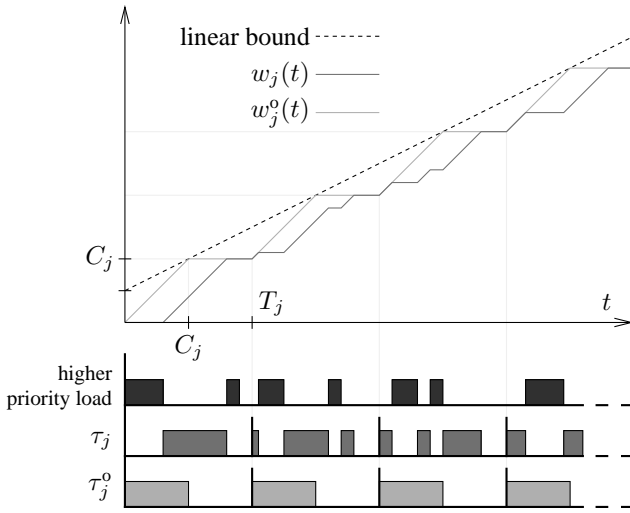 linear bound
w_j(t)
w_j^o(t)
C_j
T_j
t
C_j
higher
priority load
τ_j
τ_j^o